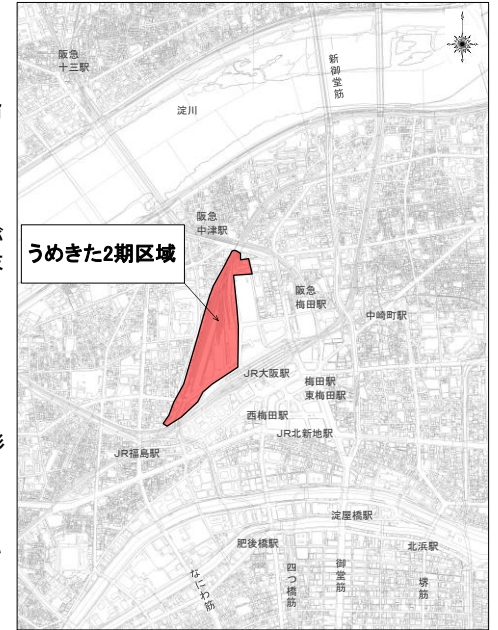 阪急
十三駅
新御堂筋
淀川
阪急
中津駅
うめきた2期区域
阪急
梅田駅
中崎町駅
JR大阪駅
梅田駅
東梅田駅
西梅田駅
JR北新地駅
JR福島駅
淀屋橋駅
肥後橋駅
北浜駅
なにわ筋
四つ橋筋
御堂筋
堺筋